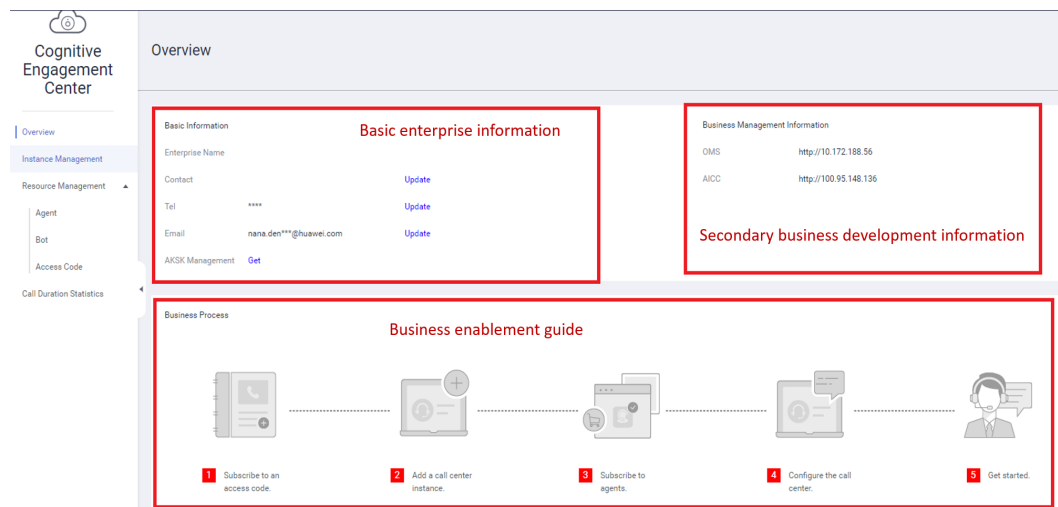 Cognitive
Engagement
Center
Overview
Instance Management
Resource Management
Agent
Bot
Access Code
Call Duration Statistics
Overview
Basic Information
Basic enterprise information
Enterprise Name
Contact Update
Tel **** Update
Email nana.den***@huawei.com Update
AKSK Management Get
Business Management Information
OMS http://10.172.188.56
AICC http://100.95.148.136
Secondary business development information
Business Process
Business enablement guide
1 Subscribe to an
access code.
2 Add a call center
instance.
3 Subscribe to
agents.
4 Configure the call
center.
5 Get started.